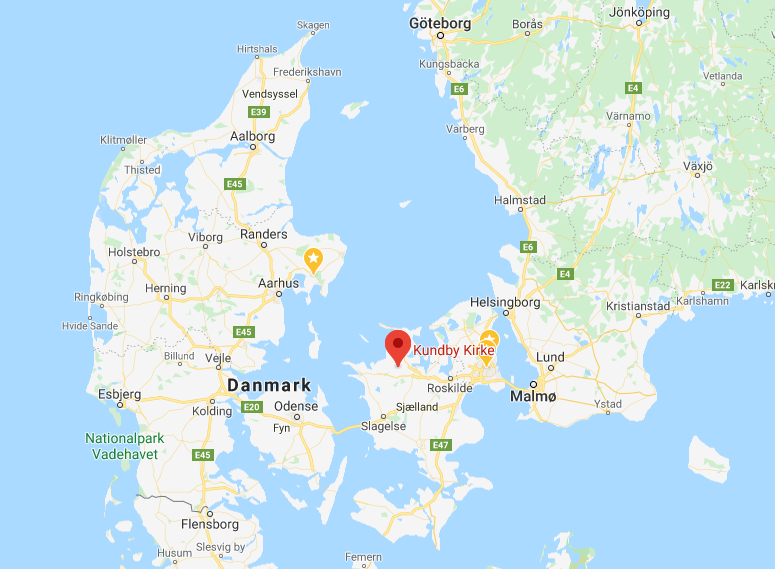 Göteborg
Borås
Jönköping
Skagen
Hirtshals
Kungsbacka
Frederikshavn
Vetlanda
E6
E4
Vendsyssel
E39
Värnamo
Klitmøller
Aalborg
Varberg
Thisted
Växjö
E45
Halmstad
Randers
Viborg
E6
Holstebro
E4
Aarhus
E22
Herning
Karlskr
Ringkøbing
Karlshamn
Helsingborg
Kristianstad
Hvide Sande
E45
Kundby Kirke
Billund
Vejle
Lund
Danmark
Roskilde
Esbjerg
Malmø
E20
Odense
Sjælland
Ystad
Kolding
Fyn
Slagelse
Nationalpark
Vadehavet
E47
E45
Flensborg
Slesvig by
Husum
Femern